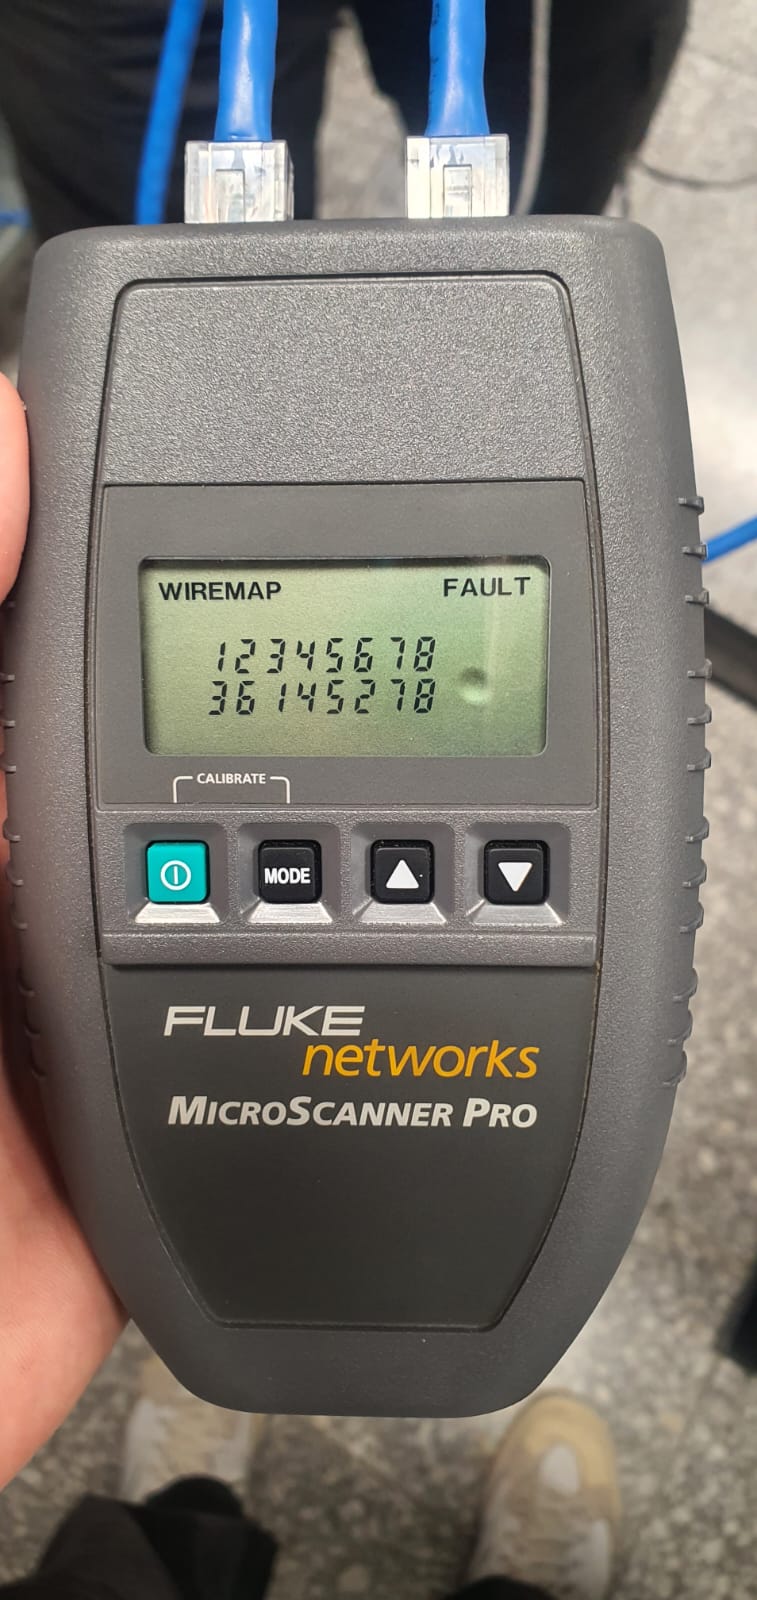 WIREMAP FAULT
12345678
36145278
CALIBRATE
MODE
FLUKE
networks
MICROSCANNER PRO